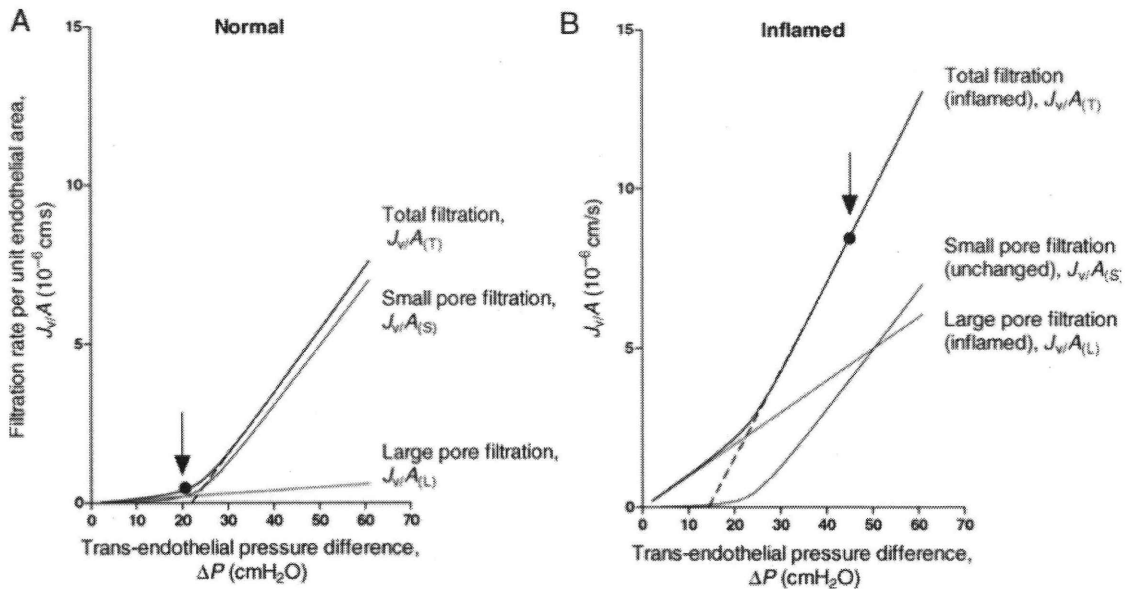 A
Normal
15
10
5
0
0 10 20 30 40 50 60 70
Filtration rate per unit endothelial area,
Jv/A (10⁻⁶ cms
Total filtration,
Jv/A(T)
Small pore filtration,
Jv/A(S)
Large pore filtration,
Jv/A(L)
Trans-endothelial pressure difference,
ΔP (cmH2O)
B
Inflamed
15
10
5
0
0 10 20 30 40 50 60 70
Jv/A (10⁻⁶ cm/s)
Total filtration
(inflamed), Jv/A(T)
Small pore filtration
(unchanged), Jv/A(S)
Large pore filtration
(inflamed), Jv/A(L)
Trans-endothelial pressure difference,
ΔP (cmH2O)